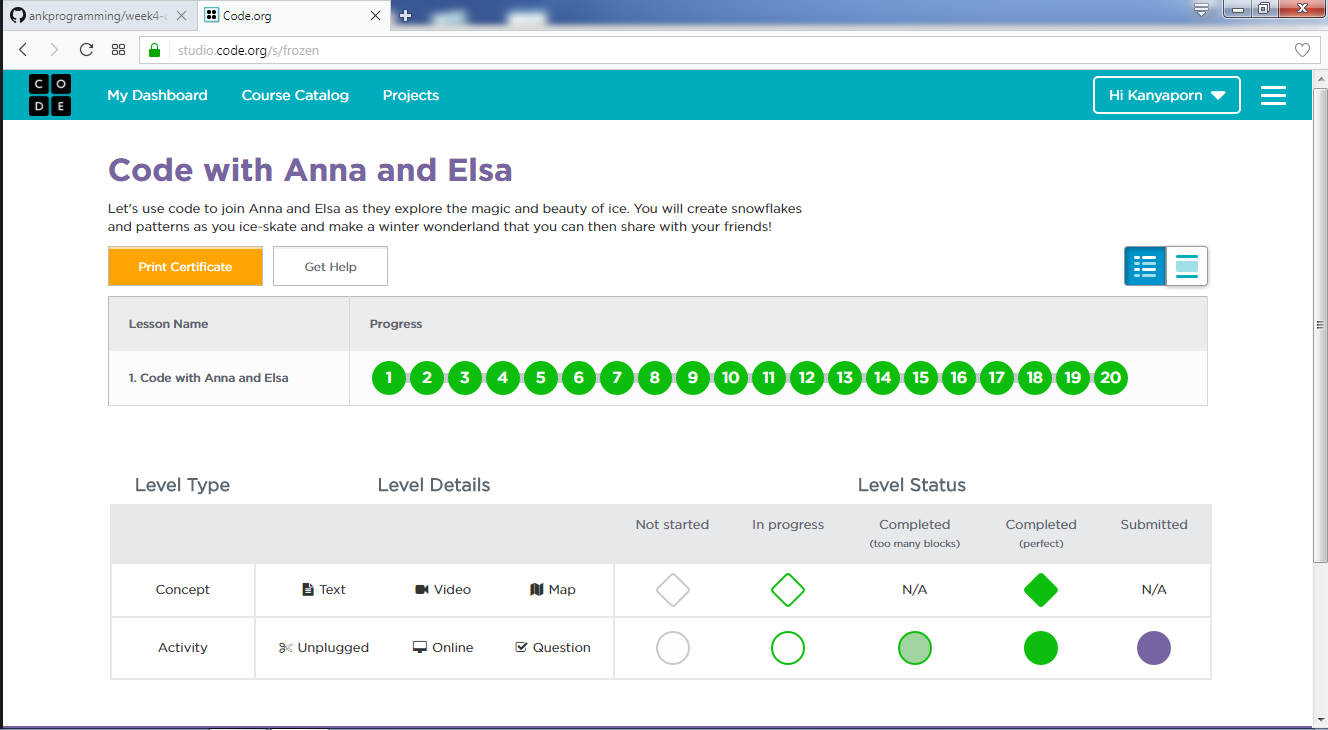 ankprogramming/week4-
Code.org
studio.code.org/s/frozen
C O
D E
My Dashboard Course Catalog Projects
Hi Kanyaporn
Code with Anna and Elsa
Let's use code to join Anna and Elsa as they explore the magic and beauty of ice. You will create snowflakes
and patterns as you ice-skate and make a winter wonderland that you can then share with your friends!
Print Certificate Get Help
Lesson Name Progress
1. Code with Anna and Elsa 1 2 3 4 5 6 7 8 9 10 11 12 13 14 15 16 17 18 19 20
Level Type Level Details Level Status
Not started In progress Completed Completed Submitted
(too many blocks) (perfect)
Concept Text Video Map N/A N/A
Activity Unplugged Online Question